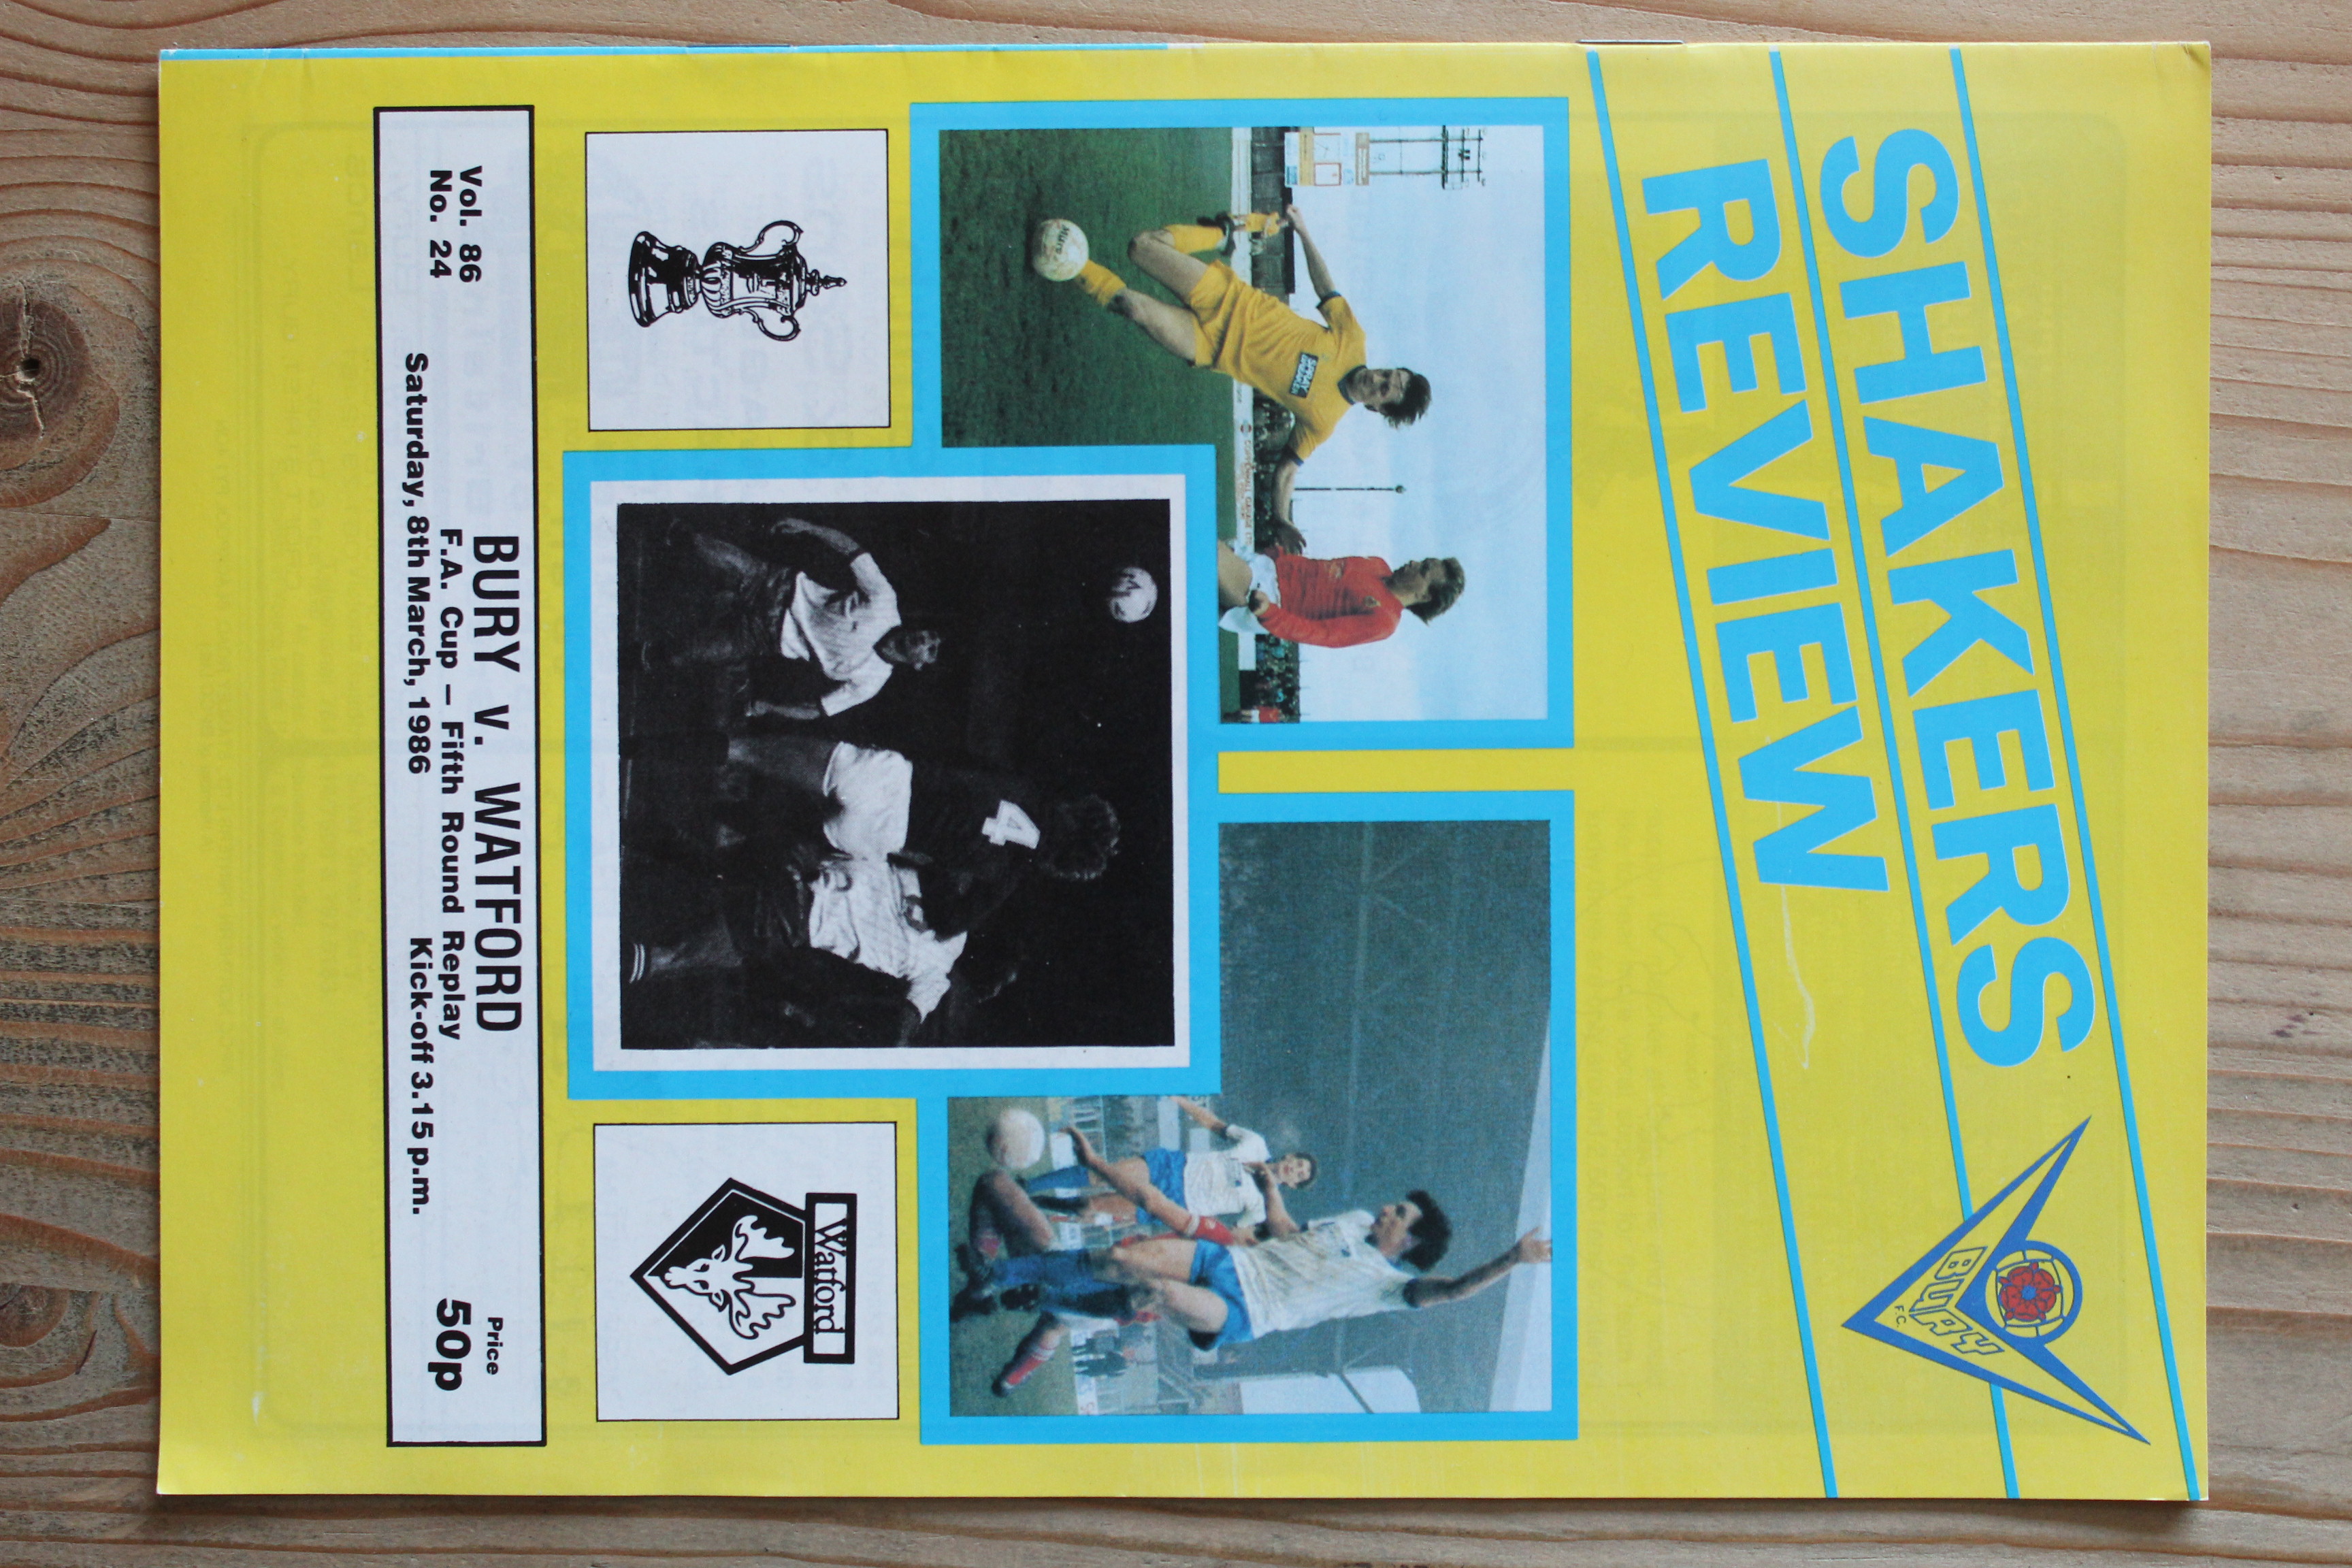 SHAKERS
REVIEW
BURY
F.C.
4
Watford
BURY v. WATFORD
Vol. 86
No. 24
F.A. Cup – Fifth Round Replay
Saturday, 8th March, 1986 Kick-off 3.15 p.m.
Price
50p